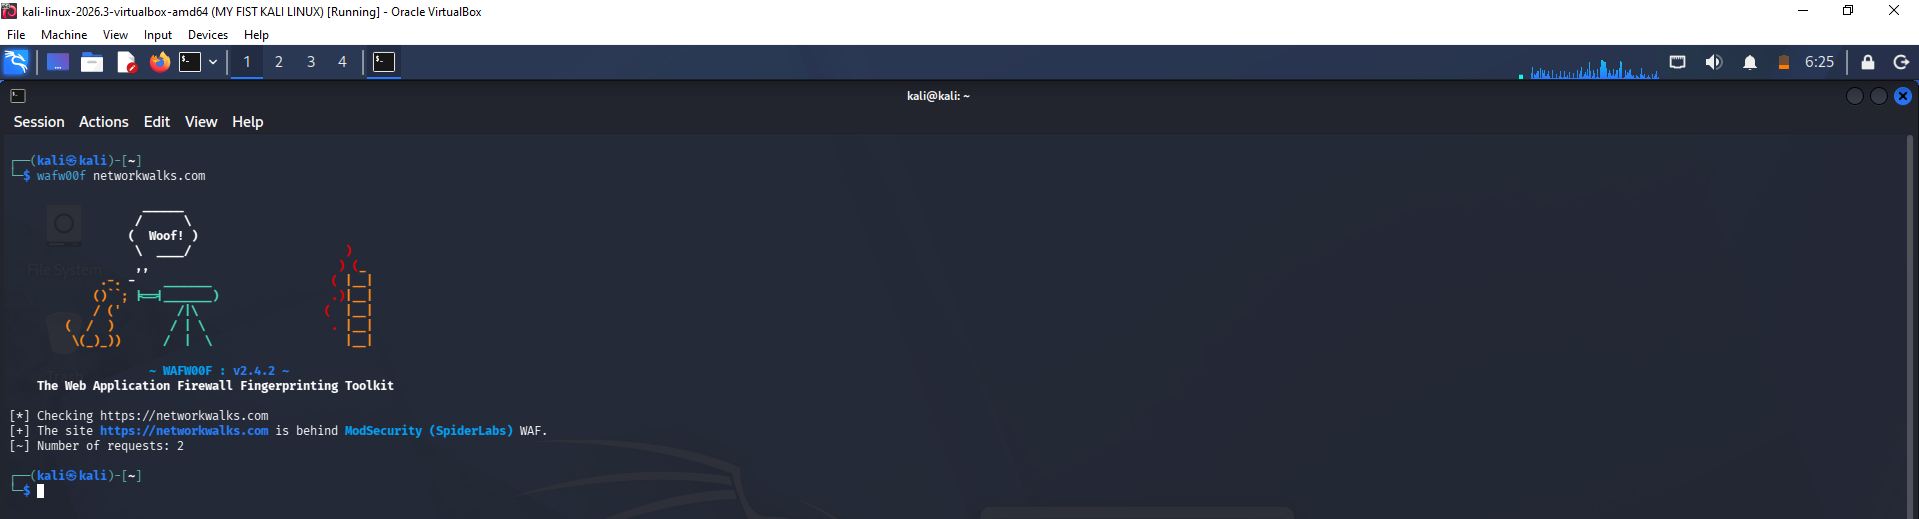 kali-linux-2026.3-virtualbox-amd64 (MY FIST KALI LINUX) [Running] - Oracle VirtualBox
File Machine View Input Devices Help
1 2 3 4 6:25
kali@kali: ~
Session Actions Edit View Help
┌──(kali㉿kali)-[~]
└─$ wafw00f networkwalks.com
Woof!
File System
~ WAFW00F : v2.4.2 ~
The Web Application Firewall Fingerprinting Toolkit
[*] Checking https://networkwalks.com
[+] The site https://networkwalks.com is behind ModSecurity (SpiderLabs) WAF.
[~] Number of requests: 2
┌──(kali㉿kali)-[~]
└─$